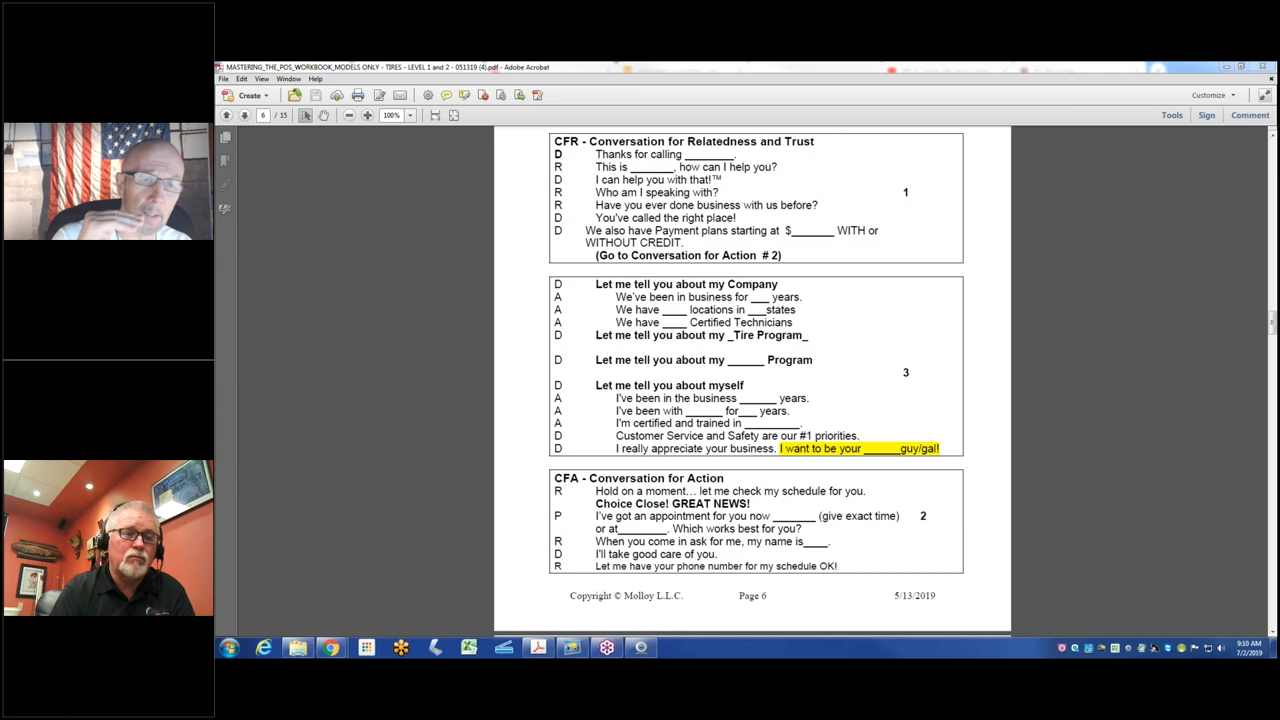 MASTERING_THE_POS_WORKBOOK_MODELS ONLY - TIRES - LEVEL 1 and 2 - 051319 (4).pdf - Adobe Acrobat
File Edit View Window Help
Create Customize
6 / 15 100% Tools Sign Comment
CFR - Conversation for Relatedness and Trust
D Thanks for calling ________.
R This is _______, how can I help you?
D I can help you with that!™
R Who am I speaking with? 1
R Have you ever done business with us before?
D You've called the right place!
D We also have Payment plans starting at $_______ WITH or
WITHOUT CREDIT.
(Go to Conversation for Action # 2)
D Let me tell you about my Company
A We've been in business for ___ years.
A We have ____ locations in ___states
A We have ____ Certified Technicians
D Let me tell you about my _Tire Program_
D Let me tell you about my ______ Program
3
D Let me tell you about myself
A I've been in the business ______ years.
A I've been with ______ for___ years.
A I'm certified and trained in _________.
D Customer Service and Safety are our #1 priorities.
D I really appreciate your business. I want to be your ______guy/gal!
CFA - Conversation for Action
R Hold on a moment… let me check my schedule for you.
Choice Close! GREAT NEWS!
P I've got an appointment for you now _______ (give exact time) 2
or at________. Which works best for you?
R When you come in ask for me, my name is____.
D I'll take good care of you.
R Let me have your phone number for my schedule OK!
Copyright © Molloy L.L.C. Page 6 5/13/2019
9:10 AM
7/2/2019